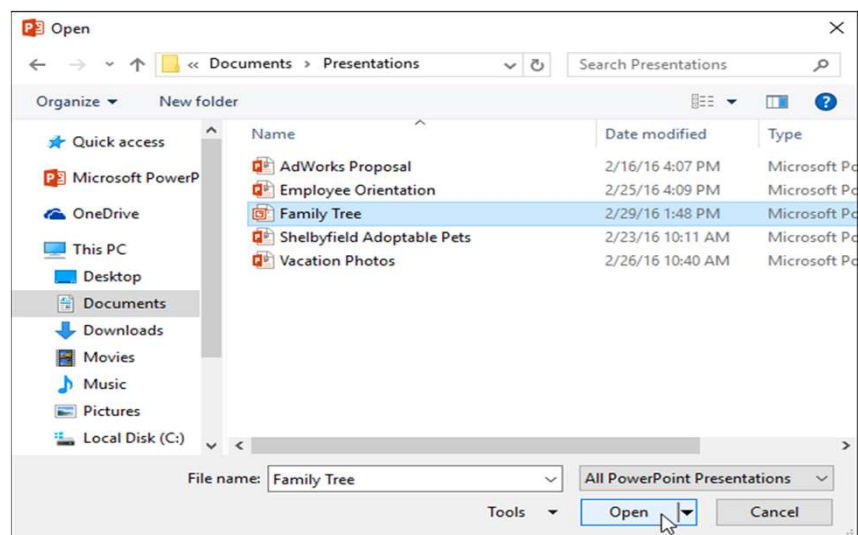 Open
« Documents > Presentations
Search Presentations
Organize
New folder
Quick access
Microsoft PowerP
OneDrive
This PC
Desktop
Documents
Downloads
Movies
Music
Pictures
Local Disk (C:)
Name Date modified Type
AdWorks Proposal 2/16/16 4:07 PM Microsoft Po
Employee Orientation 2/25/16 4:09 PM Microsoft Po
Family Tree 2/29/16 1:48 PM Microsoft Po
Shelbyfield Adoptable Pets 2/23/16 10:11 AM Microsoft Po
Vacation Photos 2/26/16 10:40 AM Microsoft Po
File name: Family Tree All PowerPoint Presentations
Tools Open Cancel